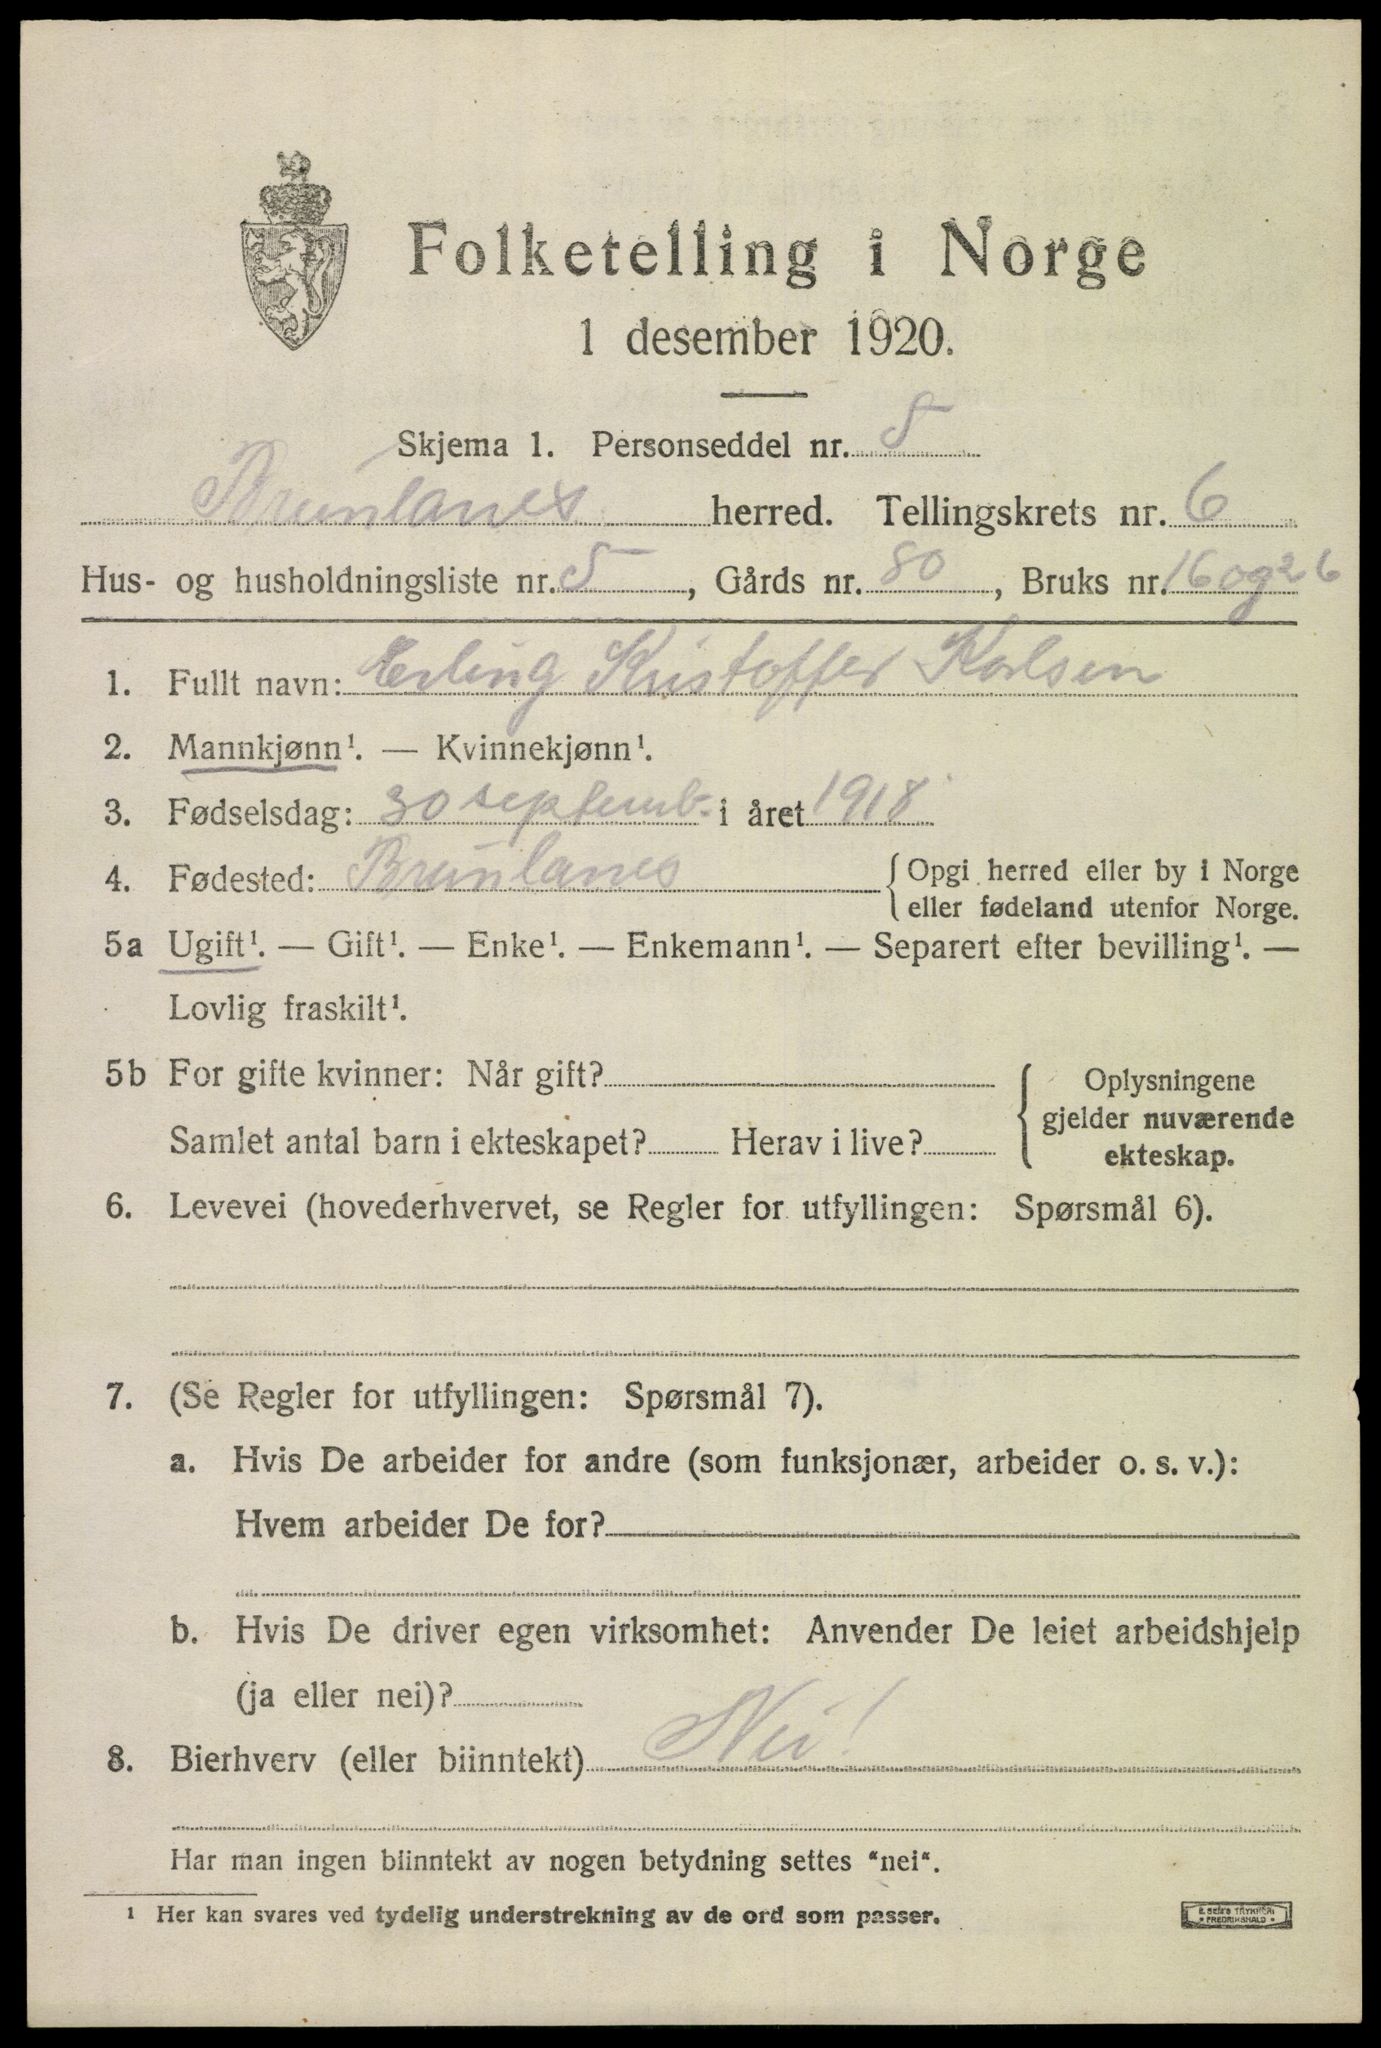 Folketelling i Norge
1 desember 1920.
Skjema 1. Personseddel nr. 5
Brunlanes herred. Tellingskrets nr. 6
Hus- og husholdningsliste nr. 5, Gårds nr. 80, Bruks nr. 16 og 26
1. Fullt navn: Erling Kristoffer Karlsen
2. Mannkjønn¹. — Kvinnekjønn¹.
3. Fødselsdag: 30 septemb. i året 1918
4. Fødested: Brunlanes {Opgi herred eller by i Norge
eller fødeland utenfor Norge.
5a Ugift¹. — Gift¹. — Enke¹. — Enkemann¹. — Separert efter bevilling¹. —
Lovlig fraskilt¹.
5b For gifte kvinner: Når gift?
Samlet antal barn i ekteskapet? Herav i live?
{Oplysningene
gjelder nuværende
ekteskap.
6. Levevei (hovederhvervet, se Regler for utfyllingen: Spørsmål 6).
7. (Se Regler for utfyllingen: Spørsmål 7).
a. Hvis De arbeider for andre (som funksjonær, arbeider o. s. v.):
Hvem arbeider De for?
b. Hvis De driver egen virksomhet: Anvender De leiet arbeidshjelp
(ja eller nei)?
8. Bierhverv (eller biinntekt) Nei!
Har man ingen biinntekt av nogen betydning settes "nei".
¹ Her kan svares ved tydelig understrekning av de ord som passer.
E. SEM'S TRYKKERI
• FREDRIKSHALD •